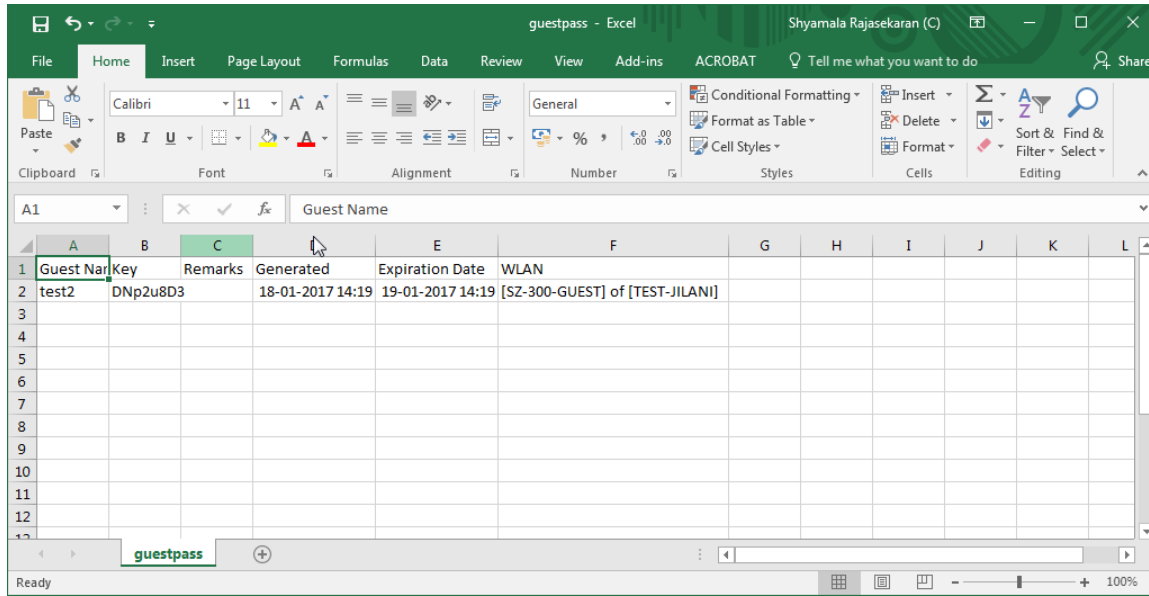 guestpass - Excel Shyamala Rajasekaran (C)
File Home Insert Page Layout Formulas Data Review View Add-ins ACROBAT Tell me what you want to do Share
Paste Calibri 11 A A General Conditional Formatting Insert Σ A Z
B I U A % , .0 .00 .00 .0 Format as Table Delete Sort & Find &
Cell Styles Format Filter Select
Clipboard Font Alignment Number Styles Cells Editing
A1 fx Guest Name
A B C E F G H I J K L
1 Guest Nar Key Remarks Generated Expiration Date WLAN
2 test2 DNp2u8D3 18-01-2017 14:19 19-01-2017 14:19 [SZ-300-GUEST] of [TEST-JILANI]
3
4
5
6
7
8
9
10
11
12
guestpass
Ready 100%